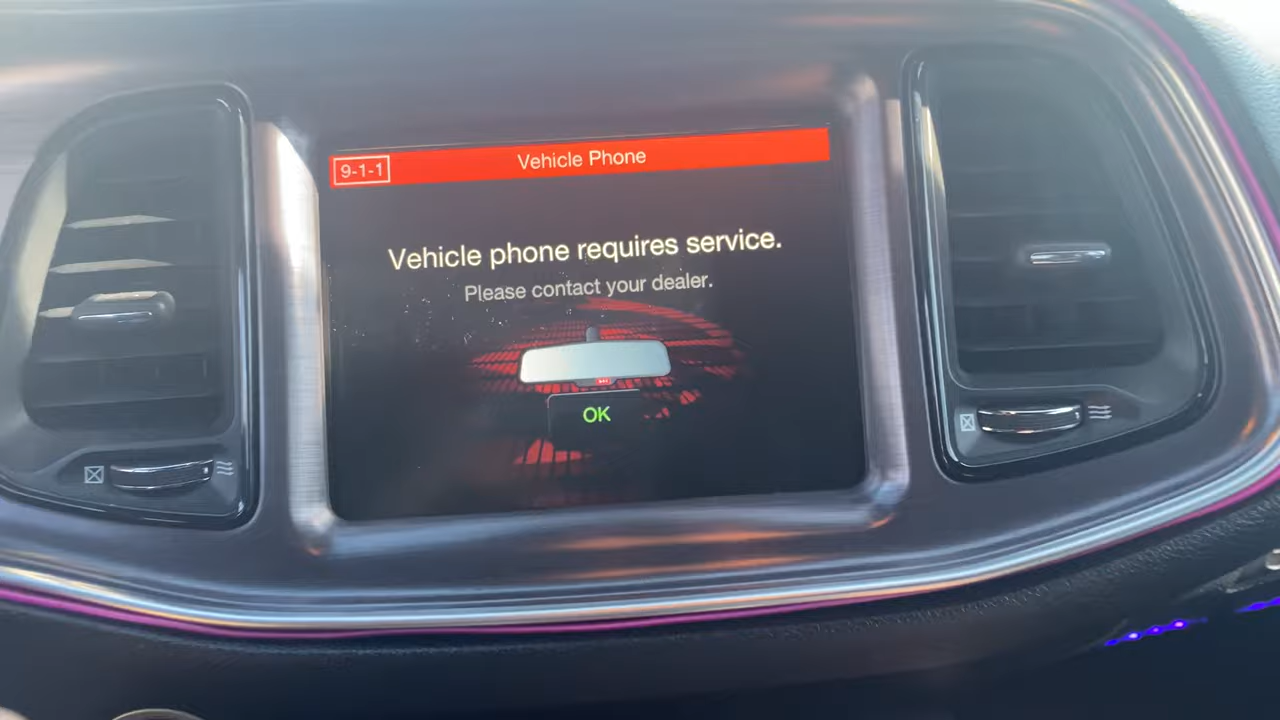 9-1-1
Vehicle Phone
Vehicle phone requires service.
Please contact your dealer.
OK